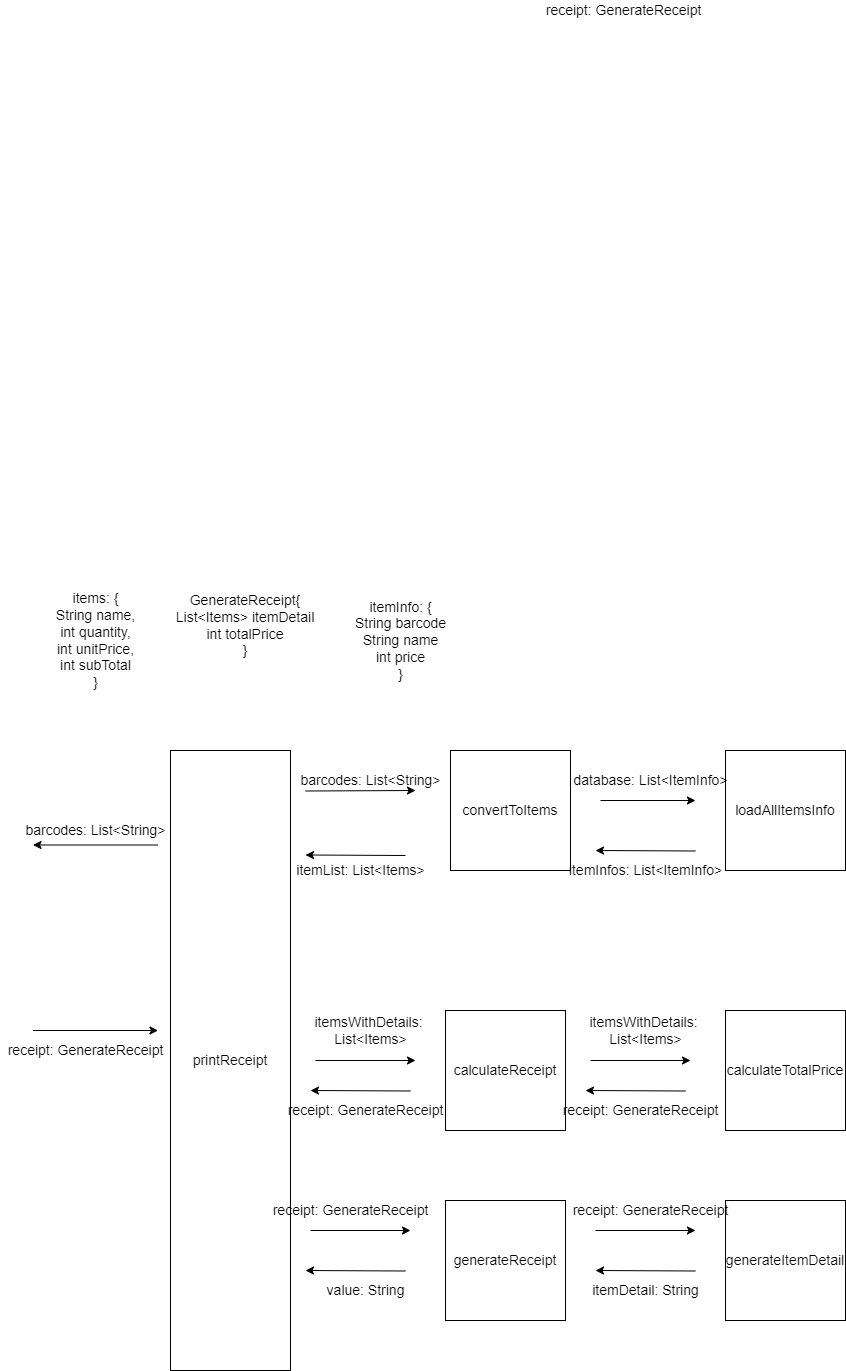 receipt: GenerateReceipt
items: {
String name,
int quantity,
int unitPrice,
int subTotal
}
GenerateReceipt{
List<Items> itemDetail
int totalPrice
}
itemInfo: {
String barcode
String name
int price
}
barcodes: List<String>
database: List<ItemInfo>
convertToItems
loadAllItemsInfo
barcodes: List<String>
itemList: List<Items>
itemInfos: List<ItemInfo>
itemsWithDetails:
List<Items>
itemsWithDetails:
List<Items>
receipt: GenerateReceipt
printReceipt
calculateReceipt
calculateTotalPrice
receipt: GenerateReceipt
receipt: GenerateReceipt
receipt: GenerateReceipt
receipt: GenerateReceipt
generateReceipt
generateItemDetail
value: String
itemDetail: String